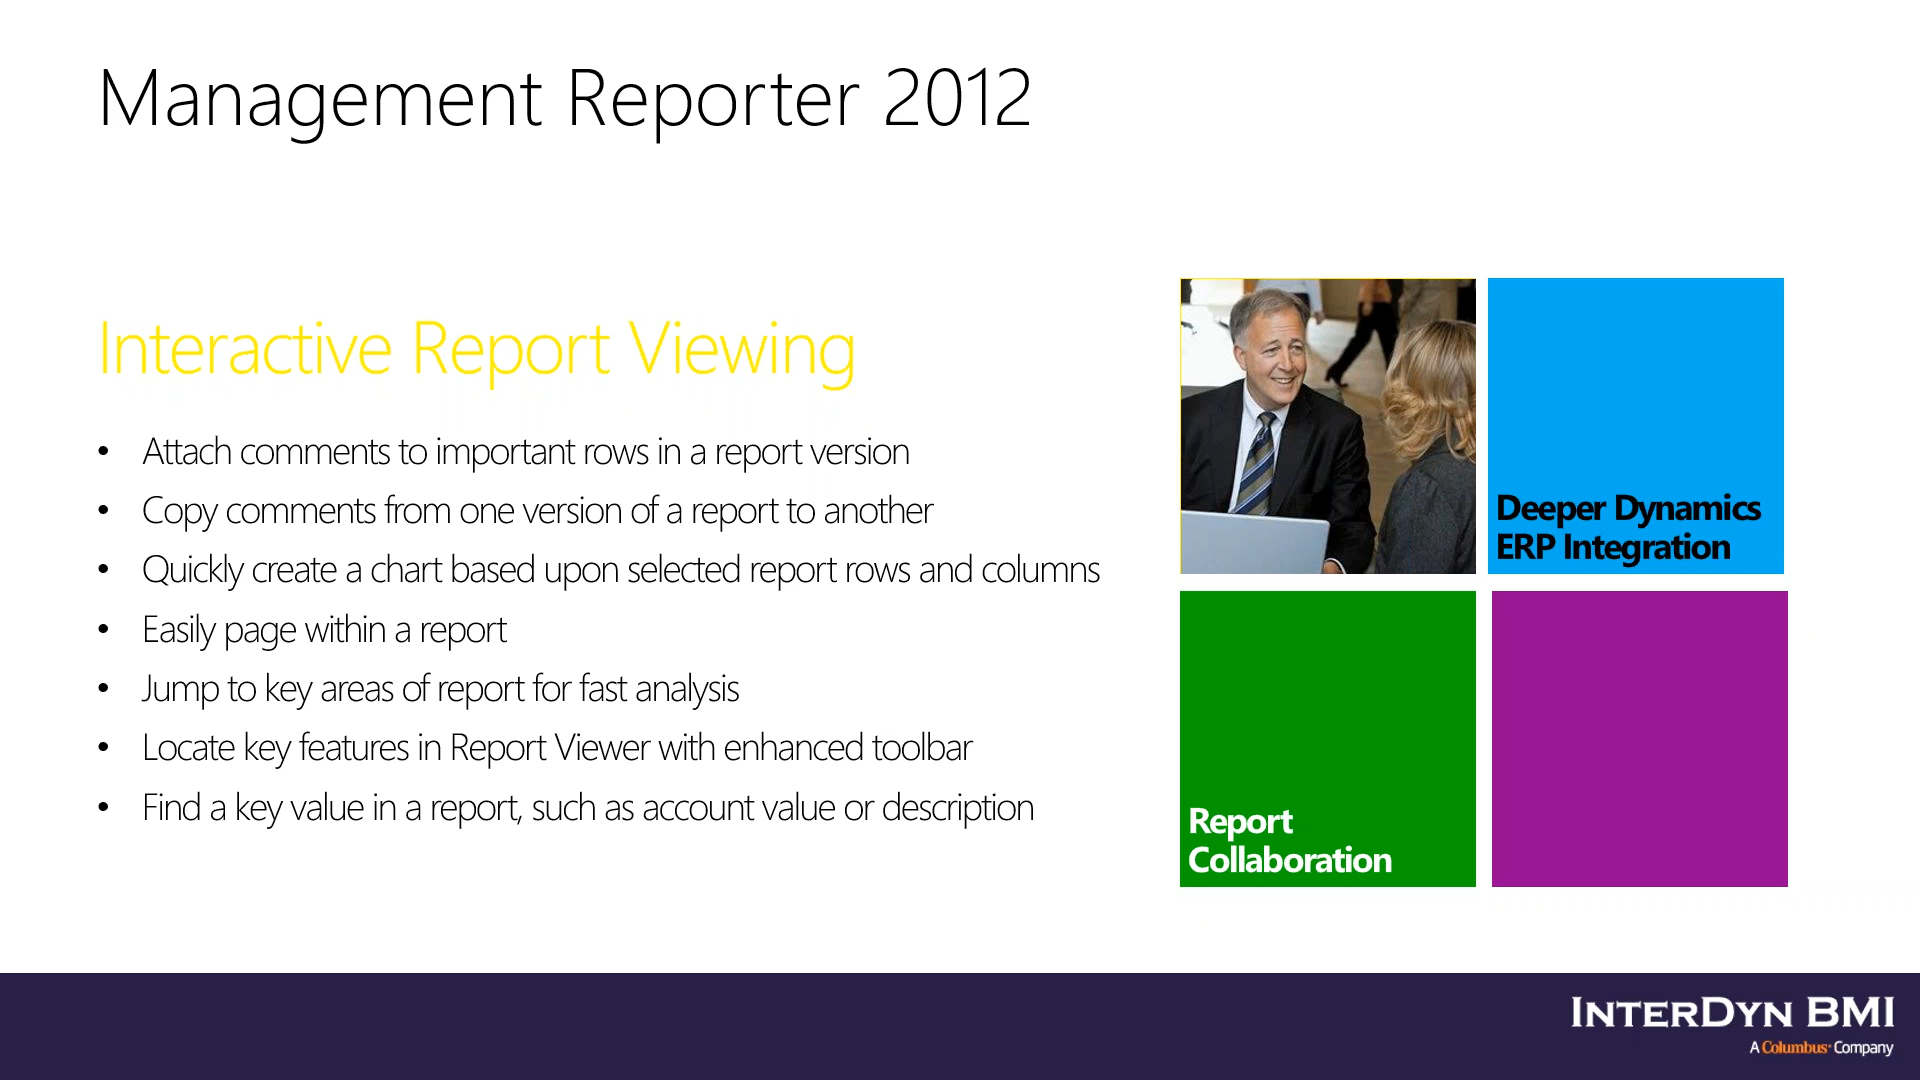 Management Reporter 2012
Interactive Report Viewing
• Attach comments to important rows in a report version
• Copy comments from one version of a report to another
• Quickly create a chart based upon selected report rows and columns
• Easily page within a report
• Jump to key areas of report for fast analysis
• Locate key features in Report Viewer with enhanced toolbar
• Find a key value in a report, such as account value or description
Deeper Dynamics
ERP Integration
Report
Collaboration
INTERDYN BMI
A Columbus® Company